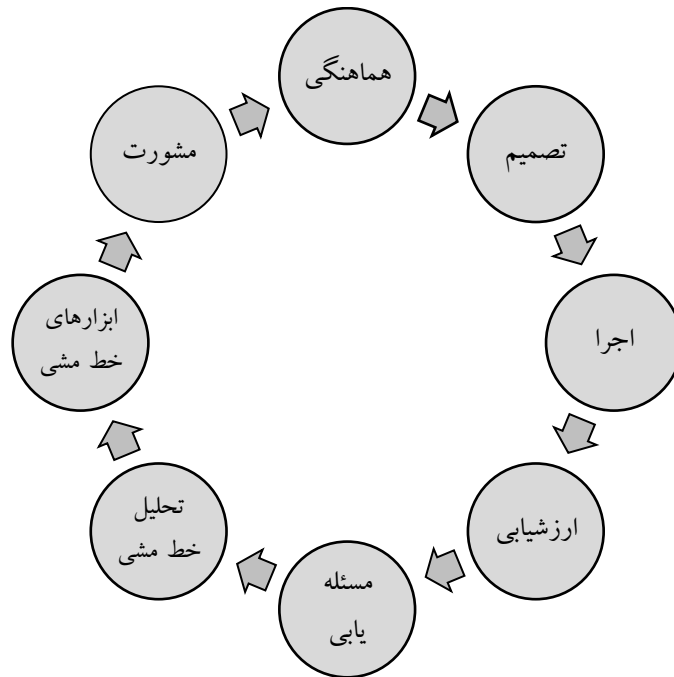 هماهنگی
تصمیم
اجرا
ارزشیابی
مسئله
یابی
تحلیل
خط مشی
ابزارهای
خط مشی
مشورت